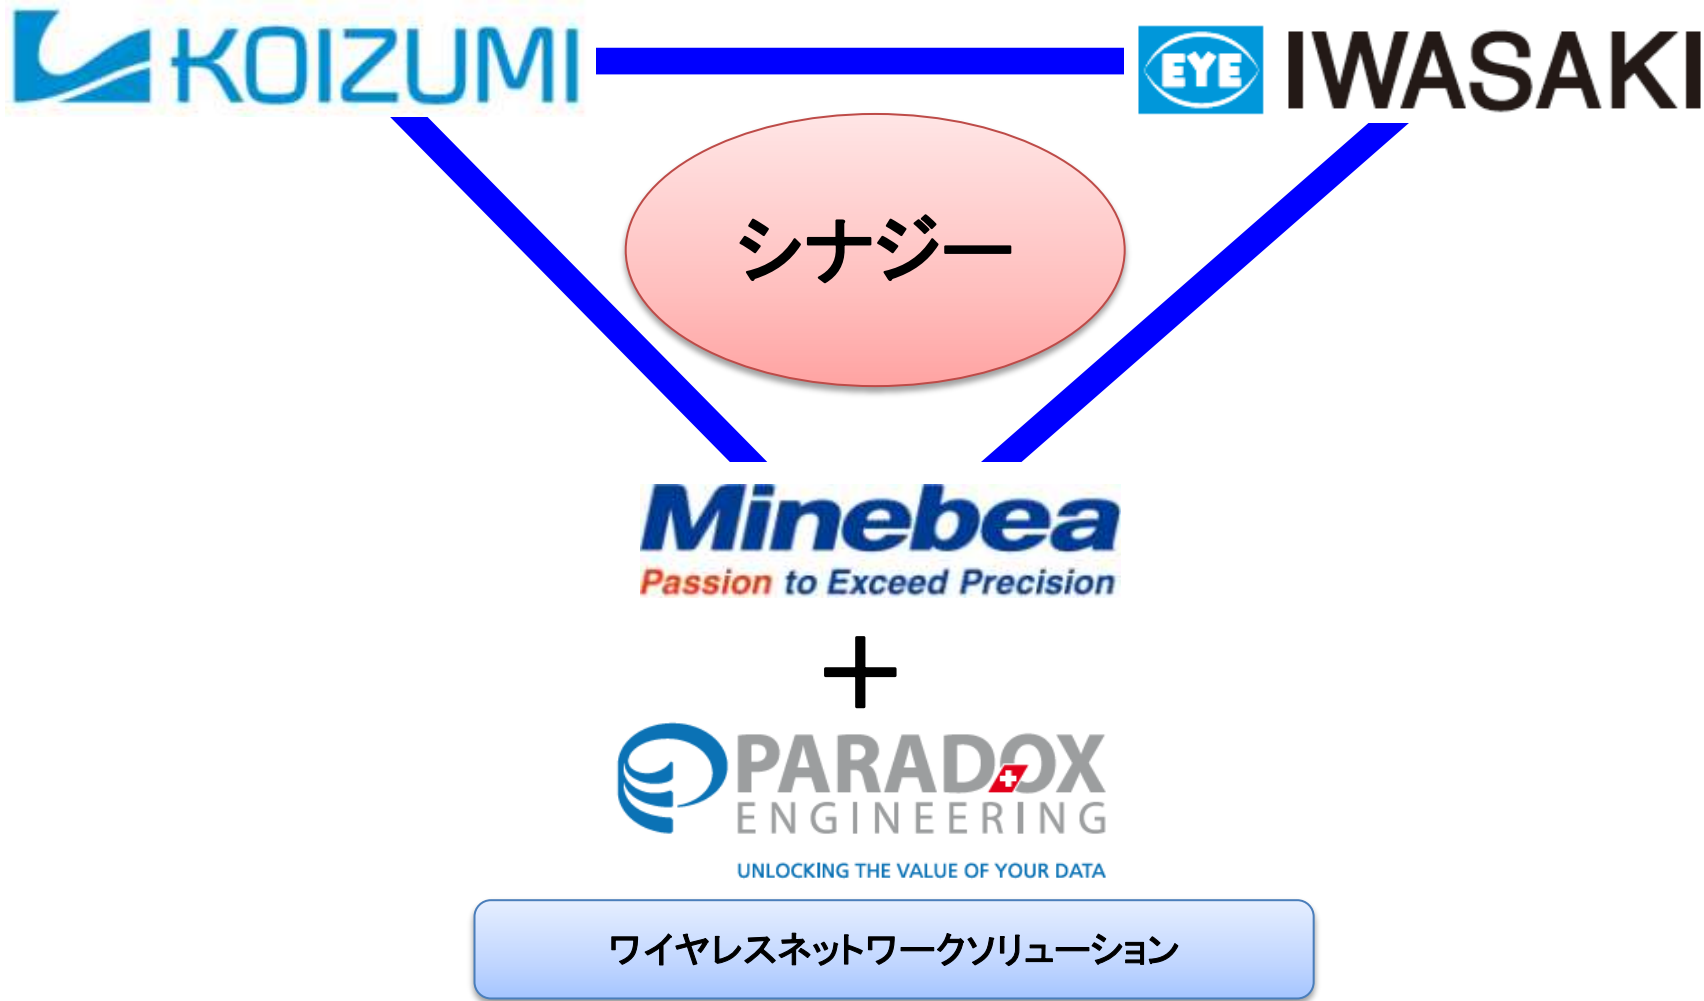 KOIZUMI
EYE IWASAKI
シナジー
Minebea
Passion to Exceed Precision
+
PARADOX
ENGINEERING
UNLOCKING THE VALUE OF YOUR DATA
ワイヤレスネットワークソリューション